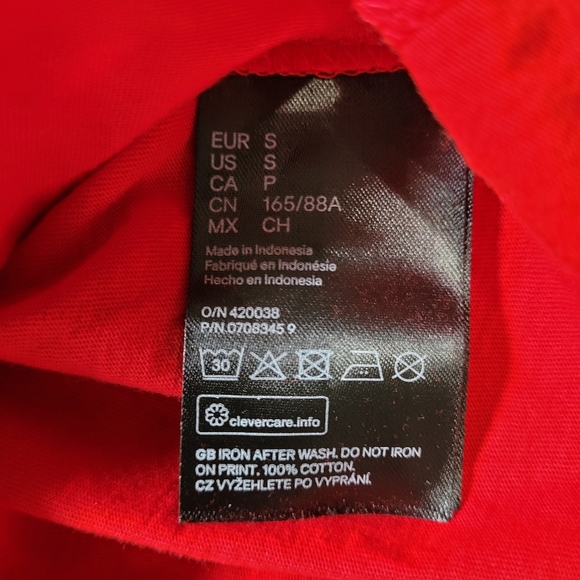 EUR S
US S
CA P
CN 165/88A
MX CH
Made in Indonesia
Fabriqué en Indonésie
Hecho en Indonesia
O/N 420038
P/N 0708345 9
30
clevercare.info
GB IRON AFTER WASH. DO NOT IRON
ON PRINT. 100% COTTON.
CZ VYŽEHLETE PO VYPRÁNÍ.